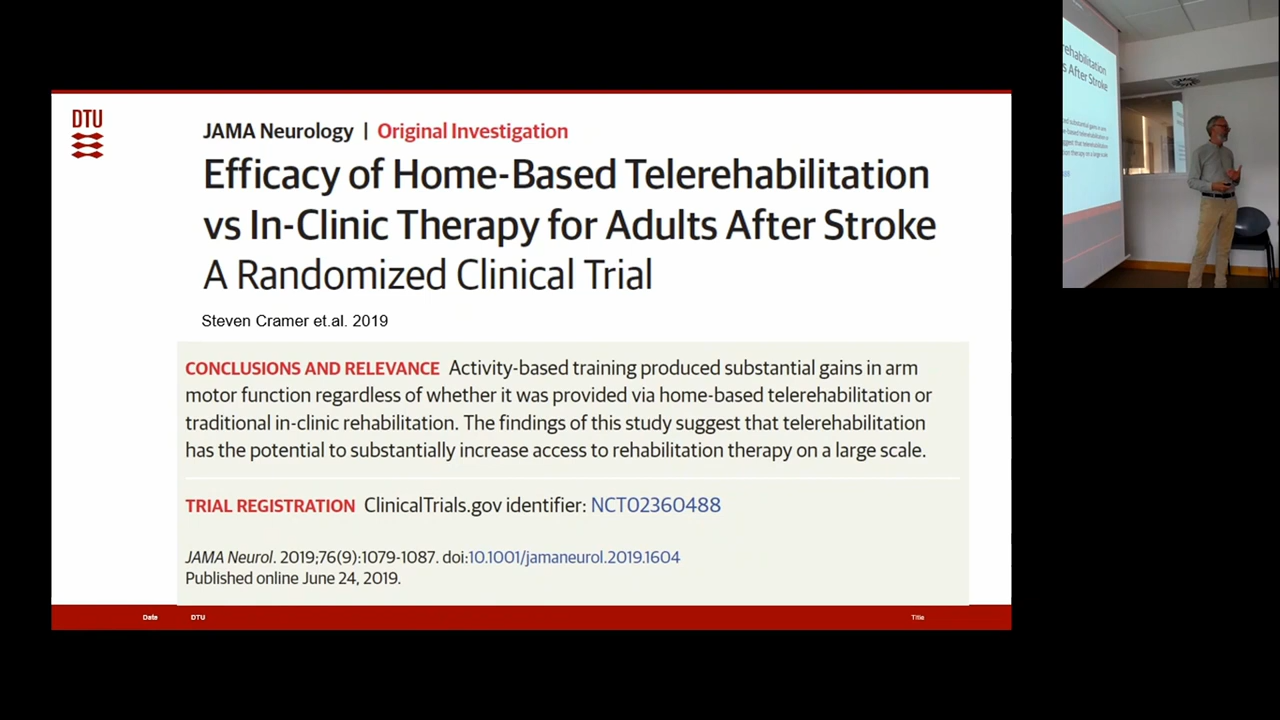 DTU
JAMA Neurology | Original Investigation
Efficacy of Home-Based Telerehabilitation
vs In-Clinic Therapy for Adults After Stroke
A Randomized Clinical Trial
Steven Cramer et.al. 2019
CONCLUSIONS AND RELEVANCE Activity-based training produced substantial gains in arm
motor function regardless of whether it was provided via home-based telerehabilitation or
traditional in-clinic rehabilitation. The findings of this study suggest that telerehabilitation
has the potential to substantially increase access to rehabilitation therapy on a large scale.
TRIAL REGISTRATION ClinicalTrials.gov identifier: NCT02360488
JAMA Neurol. 2019;76(9):1079-1087. doi:10.1001/jamaneurol.2019.1604
Published online June 24, 2019.
Date DTU Title
rehabilitation
s After Stroke